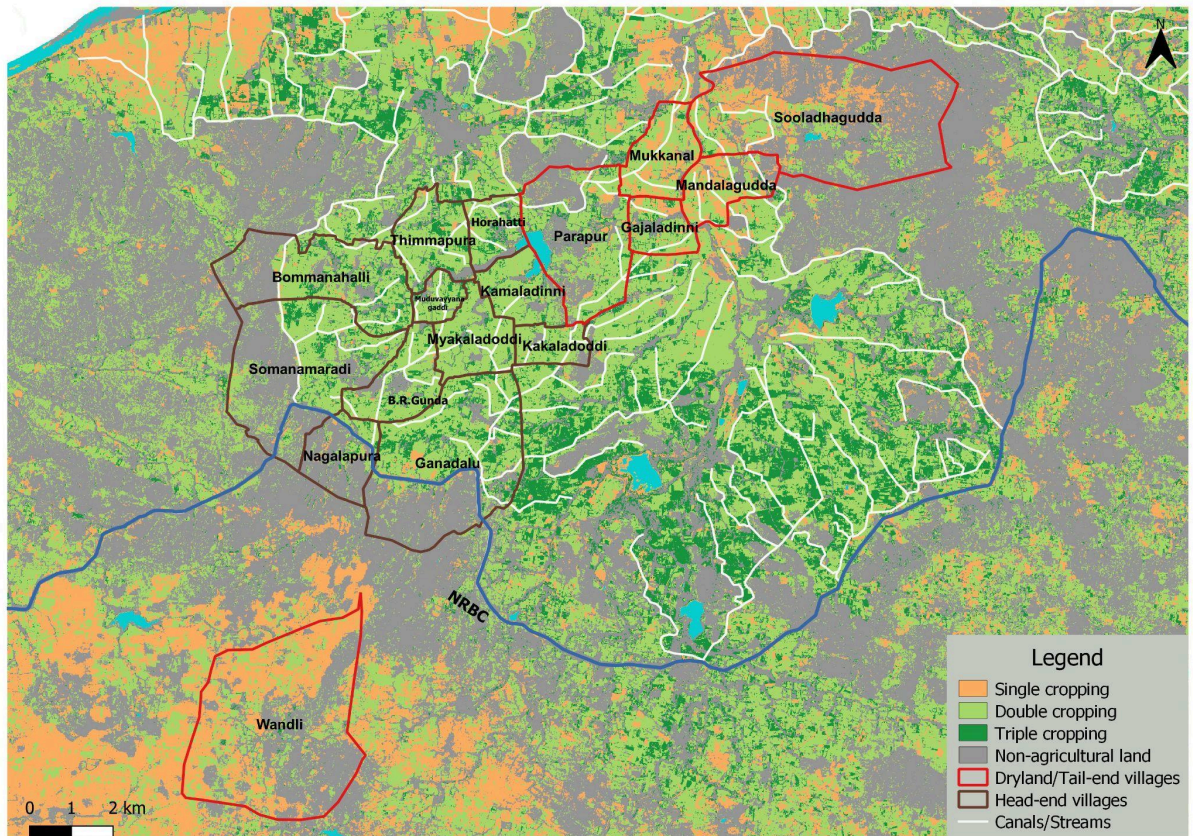 N
Sooladhagudda
Mukkanal
Mandalagudda
Horahatti
Thimmapura
Parapur
Gajaladinni
Bommanahalli
Kamaladinni
Muduvayyana
gaddi
Myakaladoddi
Kakaladoddi
Somanamaradi
B.R.Gunda
Nagalapura
Ganadalu
NRBC
Wandli
Legend
Single cropping
Double cropping
Triple cropping
Non-agricultural land
Dryland/Tail-end villages
Head-end villages
Canals/Streams
0 1 2 km